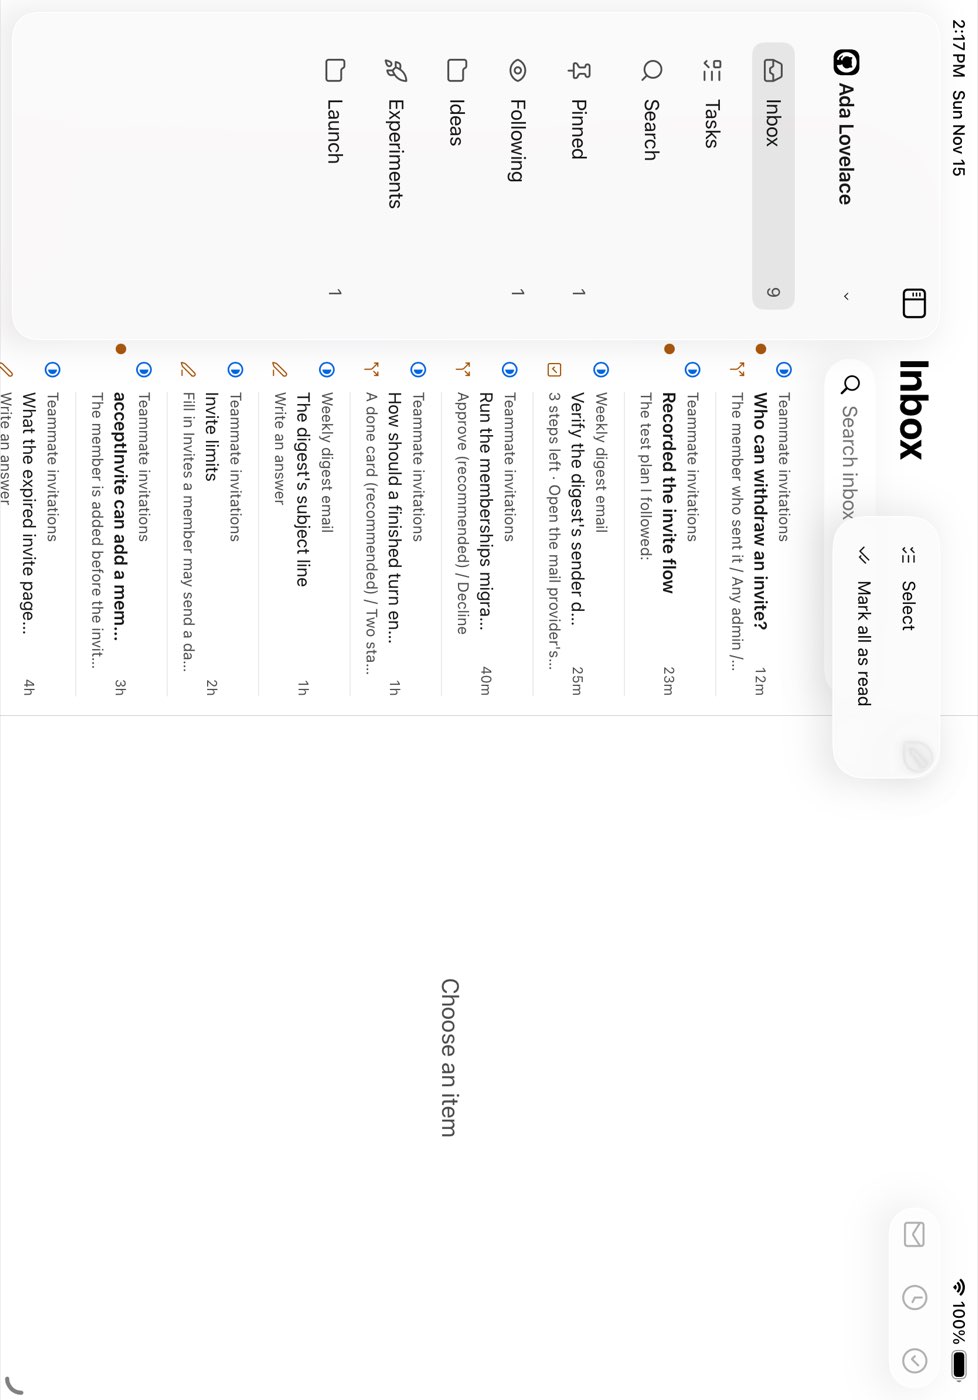 2:17 PM Sun Nov 15
100%
Ada Lovelace
Inbox 9
Tasks
Search
Pinned 1
Following 1
Ideas
Experiments
Launch 1
Inbox
Select
Mark all as read
Search inbox
Teammate invitations
Who can withdraw an invite? 12m
The member who sent it / Any admin /...
Teammate invitations
Recorded the invite flow 23m
The test plan I followed:
Weekly digest email
Verify the digest's sender d... 25m
3 steps left · Open the mail provider's...
Teammate invitations
Run the memberships migra... 40m
Approve (recommended) / Decline
Teammate invitations
How should a finished turn en... 1h
A done card (recommended) / Two sta...
Weekly digest email
The digest's subject line 1h
Write an answer
Teammate invitations
Invite limits 2h
Fill in Invites a member may send a da...
Teammate invitations
acceptInvite can add a mem... 3h
The member is added before the invit...
Teammate invitations
What the expired invite page... 4h
Write an answer
Choose an item